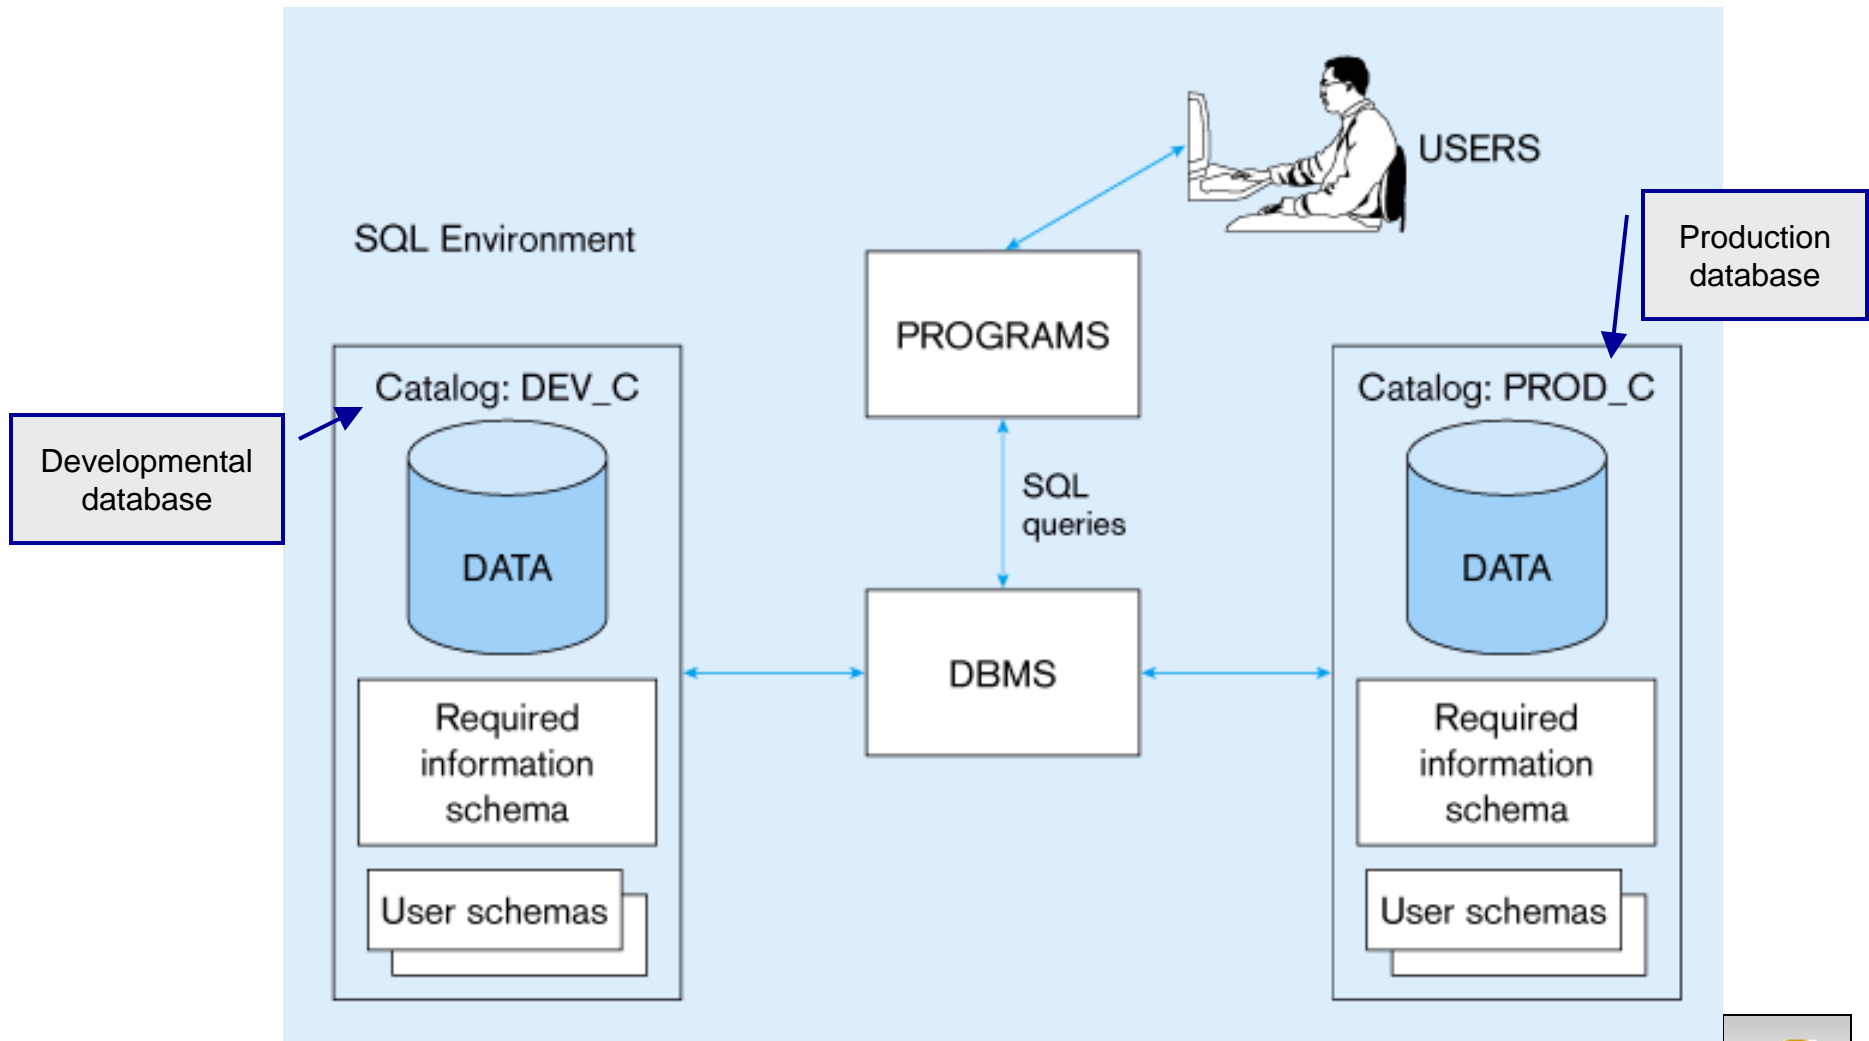 USERS
Production
database
SQL Environment
PROGRAMS
Catalog: DEV_C
Catalog: PROD_C
Developmental
database
SQL
queries
DATA
DATA
DBMS
Required
information
schema
Required
information
schema
User schemas
User schemas